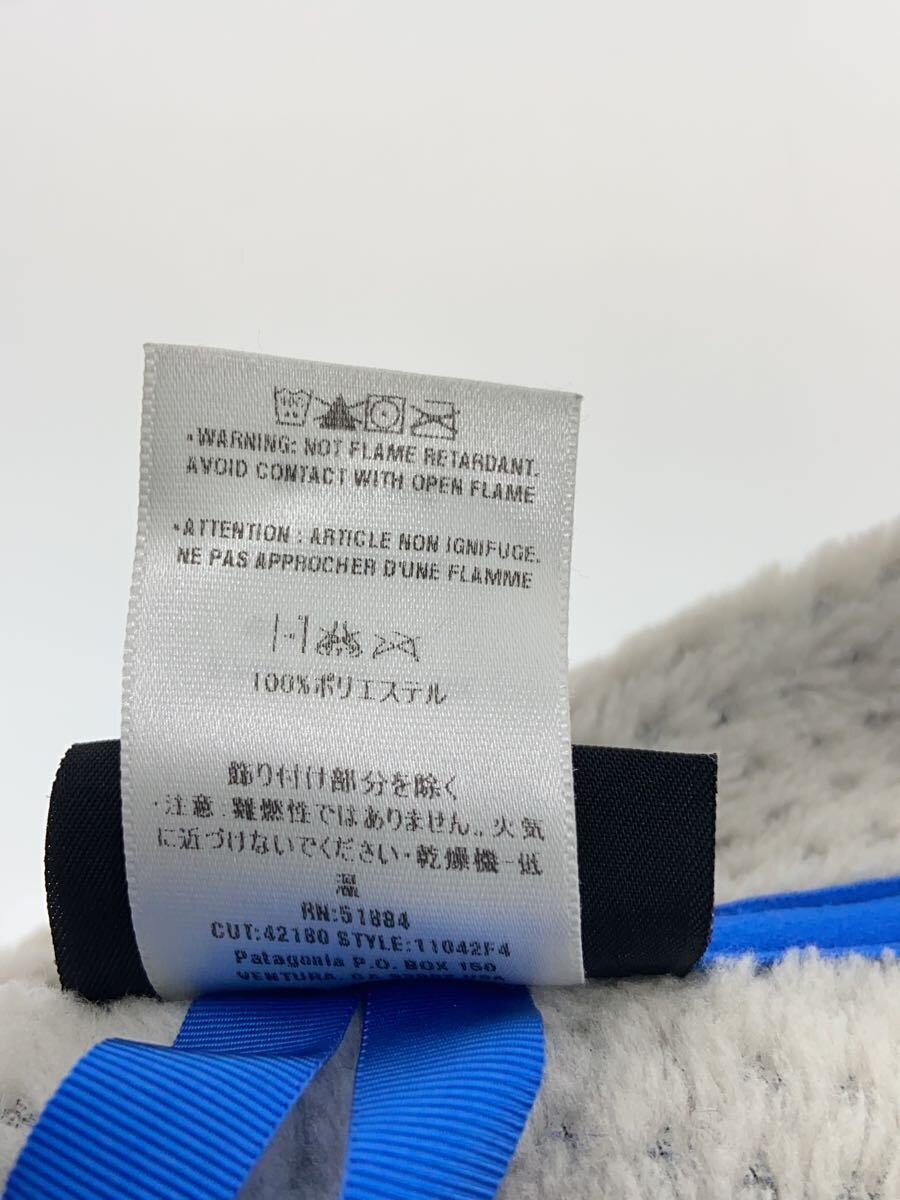 •WARNING: NOT FLAME RETARDANT.
AVOID CONTACT WITH OPEN FLAME
•ATTENTION : ARTICLE NON IGNIFUGE.
NE PAS APPROCHER D'UNE FLAMME
100%ポリエステル
飾り付け部分を除く
・注意：難燃性ではありません。火気
に近づけないでください・乾燥機-低
温
RN:51884
CUT:42180 STYLE:11042F4
Patagonia P.O. BOX 150
VENTURA,